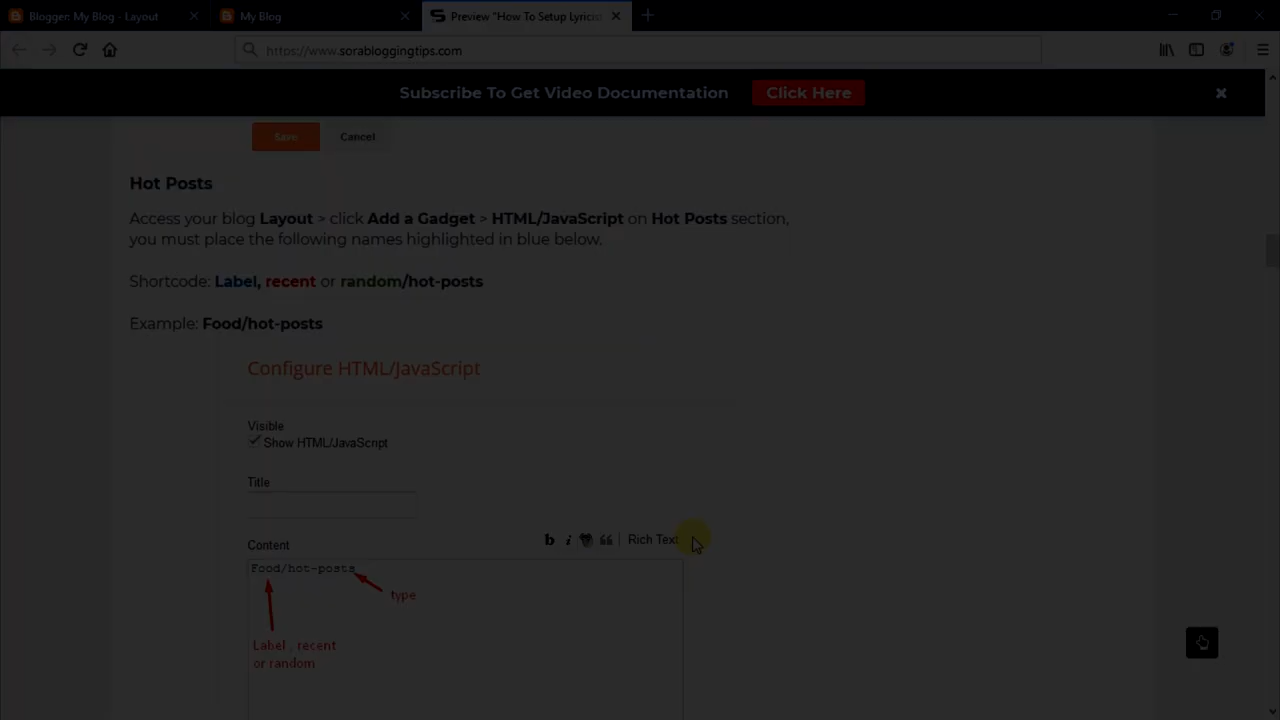 Blogger: My Blog - Layout
My Blog
Preview "How To Setup Lyricist
https://www.sorabloggingtips.com
Subscribe To Get Video Documentation
Click Here
Save
Cancel
Hot Posts
Access your blog Layout > click Add a Gadget > HTML/JavaScript on Hot Posts section,
you must place the following names highlighted in blue below.
Shortcode: Label, recent or random/hot-posts
Example: Food/hot-posts
Configure HTML/JavaScript
Visible
Show HTML/JavaScript
Title
Content
b i Rich Text
Food/hot-posts
type
Label , recent
or random